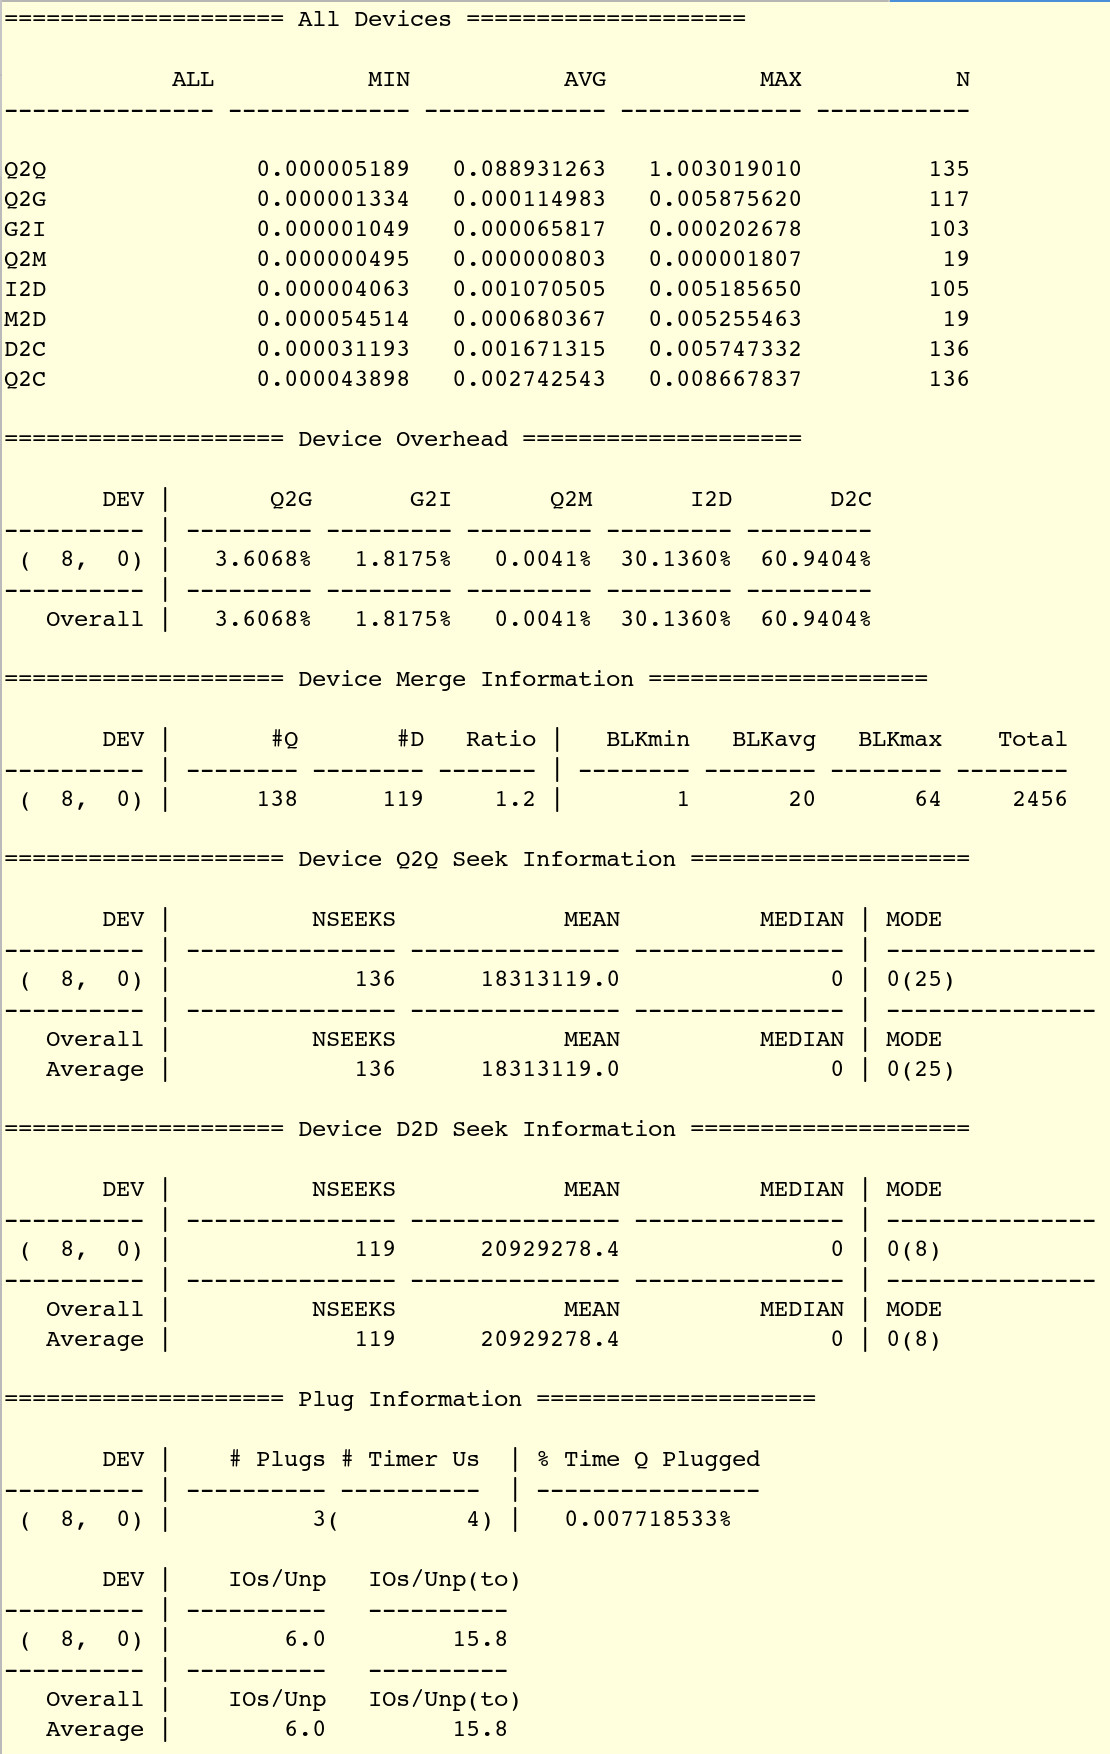 ==================== All Devices ====================
            ALL           MIN           AVG           MAX           N
--------------- ------------- ------------- ------------- -----------
Q2Q               0.000005189   0.088931263   1.003019010         135
Q2G               0.000001334   0.000114983   0.005875620         117
G2I               0.000001049   0.000065817   0.000202678         103
Q2M               0.000000495   0.000000803   0.000001807          19
I2D               0.000004063   0.001070505   0.005185650         105
M2D               0.000054514   0.000680367   0.005255463          19
D2C               0.000031193   0.001671315   0.005747332         136
Q2C               0.000043898   0.002742543   0.008667837         136
==================== Device Overhead ====================
       DEV |       Q2G       G2I       Q2M       I2D       D2C
---------- | --------- --------- --------- --------- ---------
 (  8,  0) |   3.6068%   1.8175%   0.0041%  30.1360%  60.9404%
---------- | --------- --------- --------- --------- ---------
   Overall |   3.6068%   1.8175%   0.0041%  30.1360%  60.9404%
==================== Device Merge Information ====================
       DEV |       #Q       #D   Ratio |   BLKmin   BLKavg   BLKmax    Total
---------- | -------- -------- ------- | -------- -------- -------- --------
 (  8,  0) |      138      119     1.2 |        1       20       64     2456
==================== Device Q2Q Seek Information ====================
       DEV |          NSEEKS            MEAN          MEDIAN | MODE
---------- | --------------- --------------- --------------- | ---------------
 (  8,  0) |             136      18313119.0               0 | 0(25)
---------- | --------------- --------------- --------------- | ---------------
   Overall |          NSEEKS            MEAN          MEDIAN | MODE
   Average |             136      18313119.0               0 | 0(25)
==================== Device D2D Seek Information ====================
       DEV |          NSEEKS            MEAN          MEDIAN | MODE
---------- | --------------- --------------- --------------- | ---------------
 (  8,  0) |             119      20929278.4               0 | 0(8)
---------- | --------------- --------------- --------------- | ---------------
   Overall |          NSEEKS            MEAN          MEDIAN | MODE
   Average |             119      20929278.4               0 | 0(8)
==================== Plug Information ====================
       DEV |    # Plugs # Timer Us  | % Time Q Plugged
---------- | ---------- ----------  | ----------------
 (  8,  0) |          3(         4) |   0.007718533%
       DEV |    IOs/Unp   IOs/Unp(to)
---------- | ----------   ----------
 (  8,  0) |        6.0         15.8
---------- | ----------   ----------
   Overall |    IOs/Unp   IOs/Unp(to)
   Average |        6.0         15.8